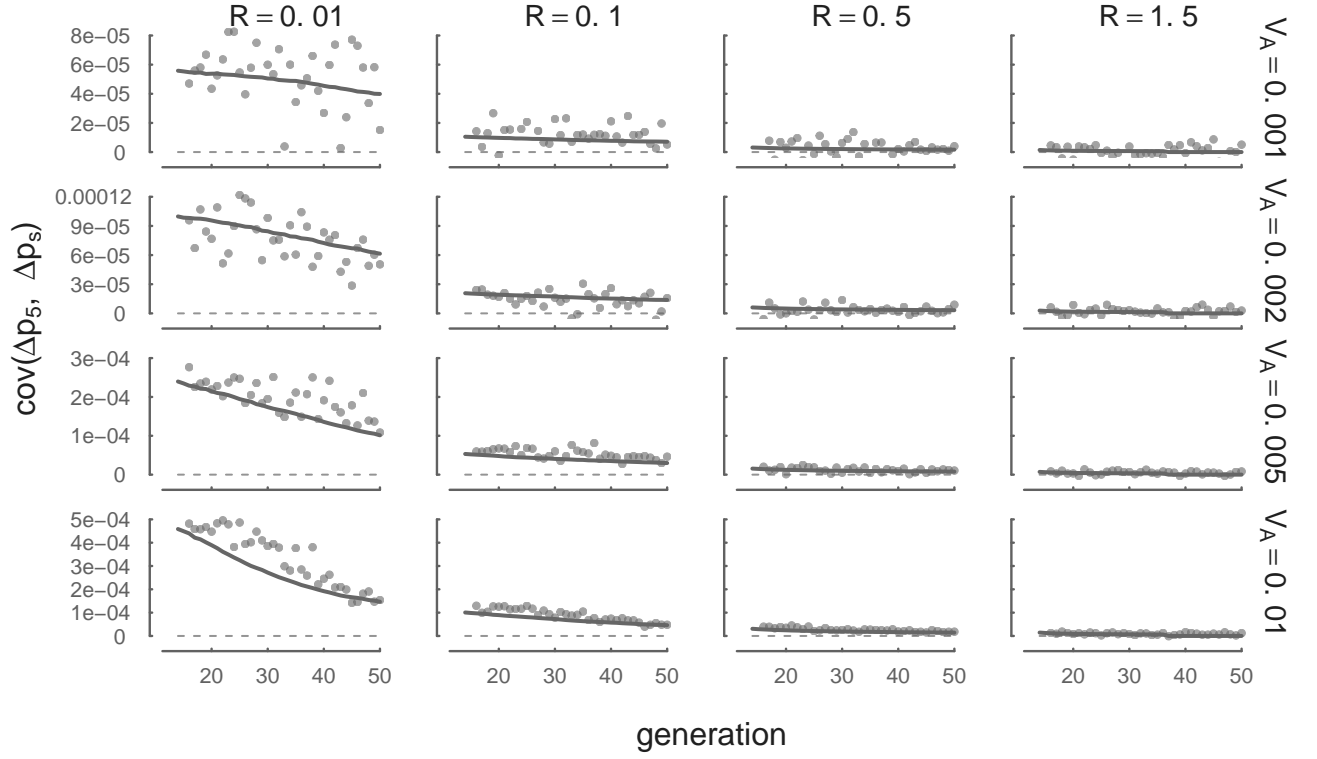 R = 0. 01
R = 0. 1
R = 0. 5
R = 1. 5
8e−05
6e−05
4e−05
2e−05
0
V_A = 0. 001
0.00012
9e−05
6e−05
3e−05
0
V_A = 0. 002
3e−04
2e−04
1e−04
0
V_A = 0. 005
5e−04
4e−04
3e−04
2e−04
1e−04
0
V_A = 0. 01
20 30 40 50
20 30 40 50
20 30 40 50
20 30 40 50
cov(Δp₅, Δpₛ)
generation